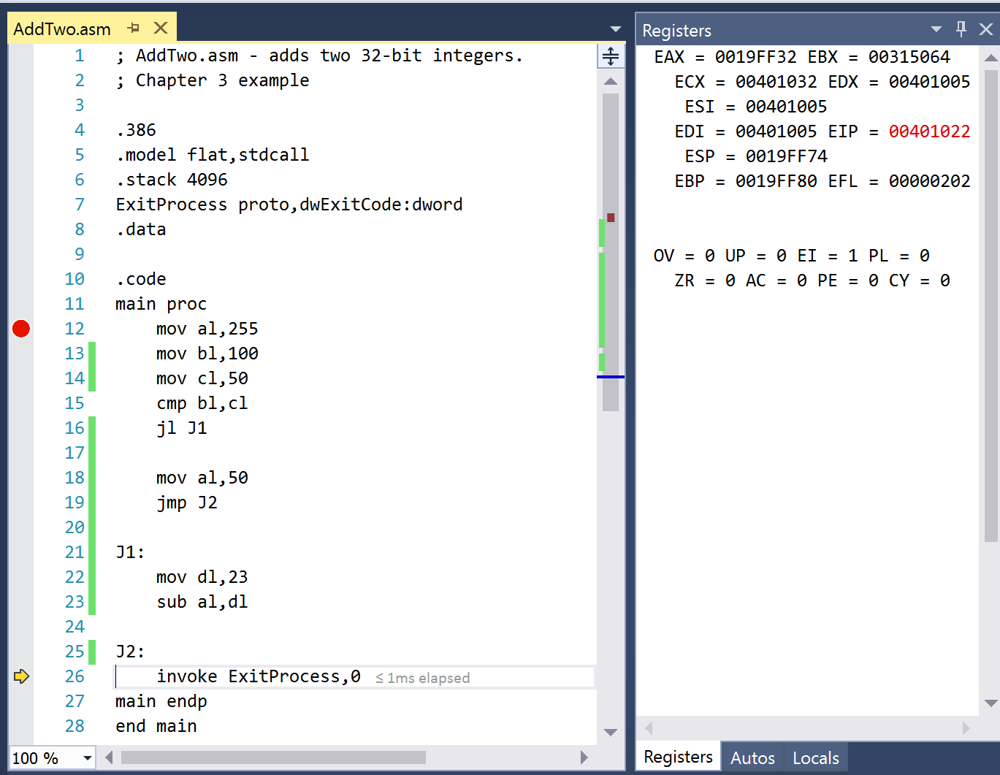 AddTwo.asm
1 ; AddTwo.asm - adds two 32-bit integers.
2 ; Chapter 3 example
3
4 .386
5 .model flat,stdcall
6 .stack 4096
7 ExitProcess proto,dwExitCode:dword
8 .data
9
10 .code
11 main proc
12     mov al,255
13     mov bl,100
14     mov cl,50
15     cmp bl,cl
16     jl J1
17
18     mov al,50
19     jmp J2
20
21 J1:
22     mov dl,23
23     sub al,dl
24
25 J2:
26     invoke ExitProcess,0 ≤ 1ms elapsed
27 main endp
28 end main
100 %
Registers
EAX = 0019FF32 EBX = 00315064
ECX = 00401032 EDX = 00401005
ESI = 00401005
EDI = 00401005 EIP = 00401022
ESP = 0019FF74
EBP = 0019FF80 EFL = 00000202
OV = 0 UP = 0 EI = 1 PL = 0
ZR = 0 AC = 0 PE = 0 CY = 0
Registers Autos Locals